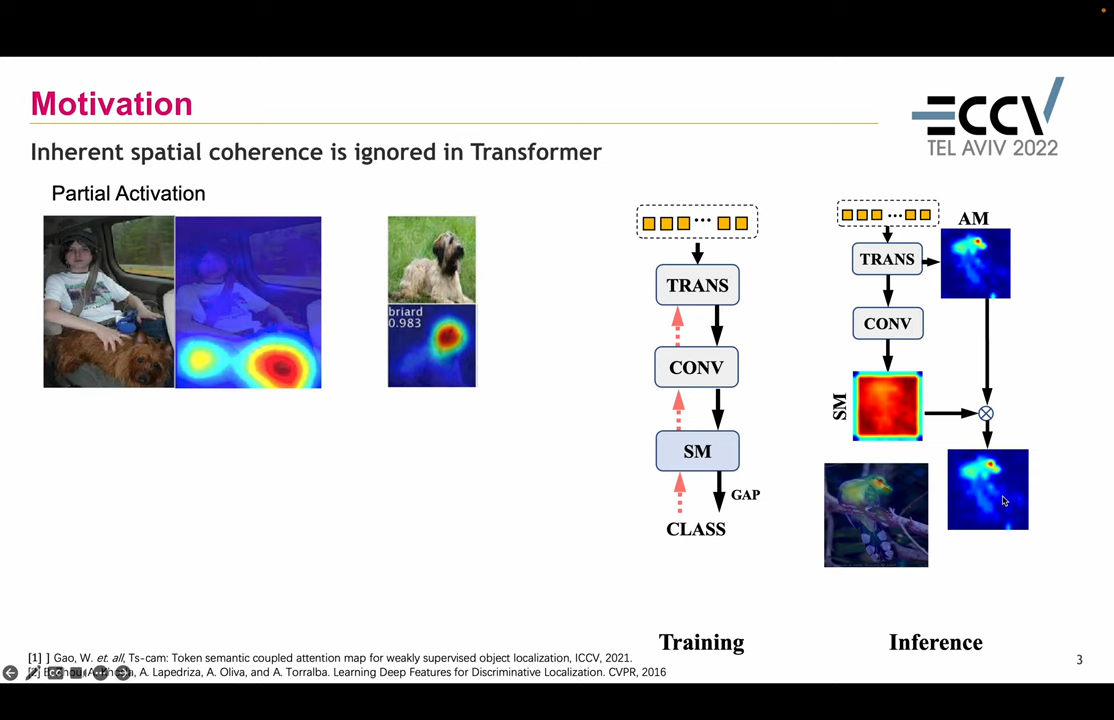 Motivation
ECCV
TEL AVIV 2022
Inherent spatial coherence is ignored in Transformer
Partial Activation
briard
0.983
TRANS
CONV
SM
GAP
CLASS
Training
AM
TRANS
CONV
SM
Inference
[1] ] Gao, W. et. all, Ts-cam: Token semantic coupled attention map for weakly supervised object localization, ICCV, 2021.
A. Lapedriza, A. Oliva, and A. Torralba. Learning Deep Features for Discriminative Localization. CVPR, 2016
3